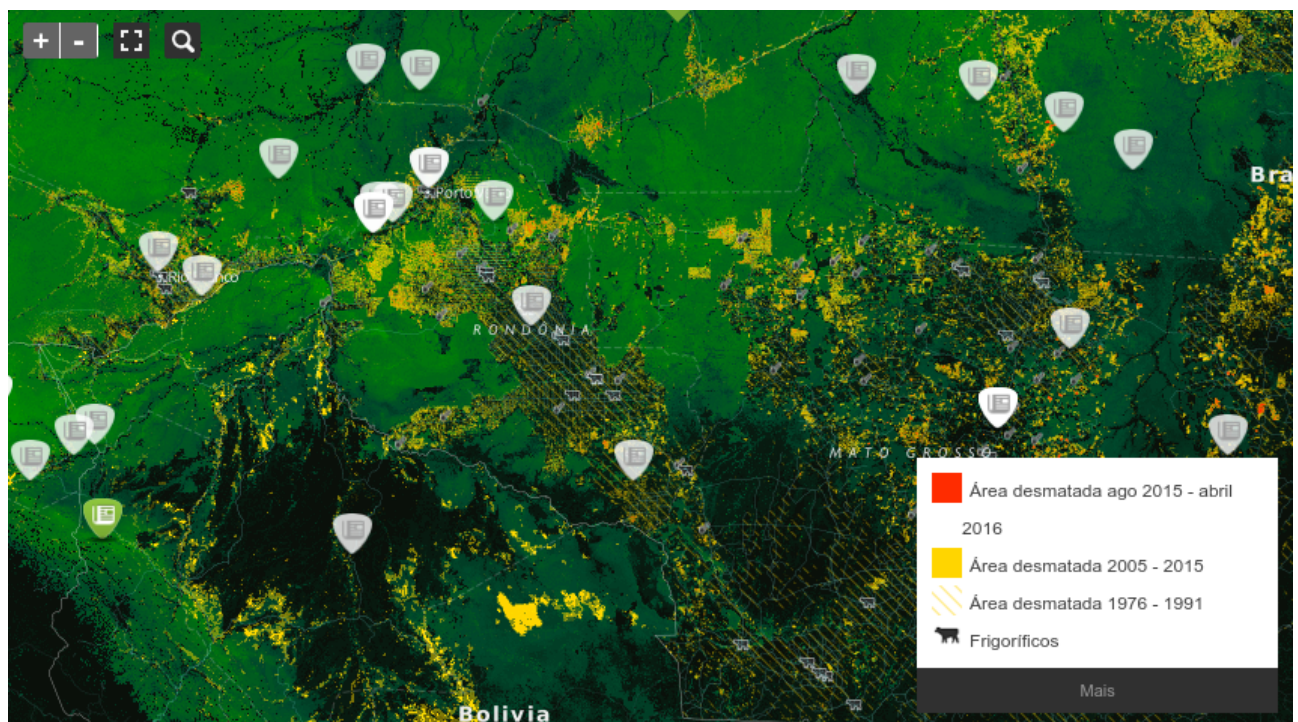 + -
Bra
Porto
Rio Branco
RONDÔNIA
MATO GROSSO
Área desmatada ago 2015 - abril
2016
Área desmatada 2005 - 2015
Área desmatada 1976 - 1991
Frigoríficos
Mais
Bolivia